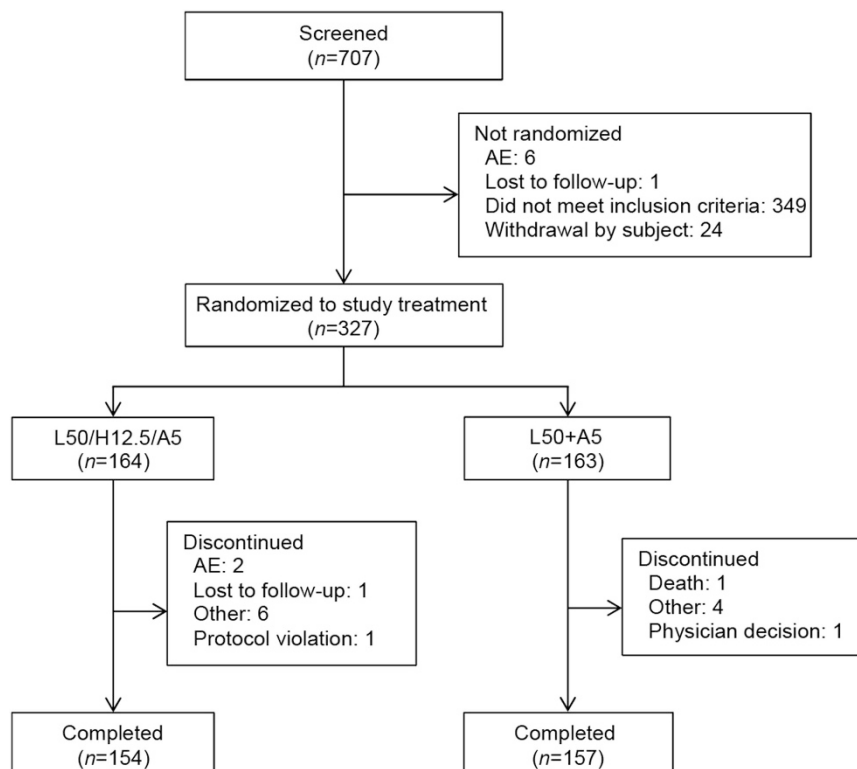 Screened
(n=707)
Not randomized
AE: 6
Lost to follow-up: 1
Did not meet inclusion criteria: 349
Withdrawal by subject: 24
Randomized to study treatment
(n=327)
L50/H12.5/A5
(n=164)
L50+A5
(n=163)
Discontinued
AE: 2
Lost to follow-up: 1
Other: 6
Protocol violation: 1
Discontinued
Death: 1
Other: 4
Physician decision: 1
Completed
(n=154)
Completed
(n=157)